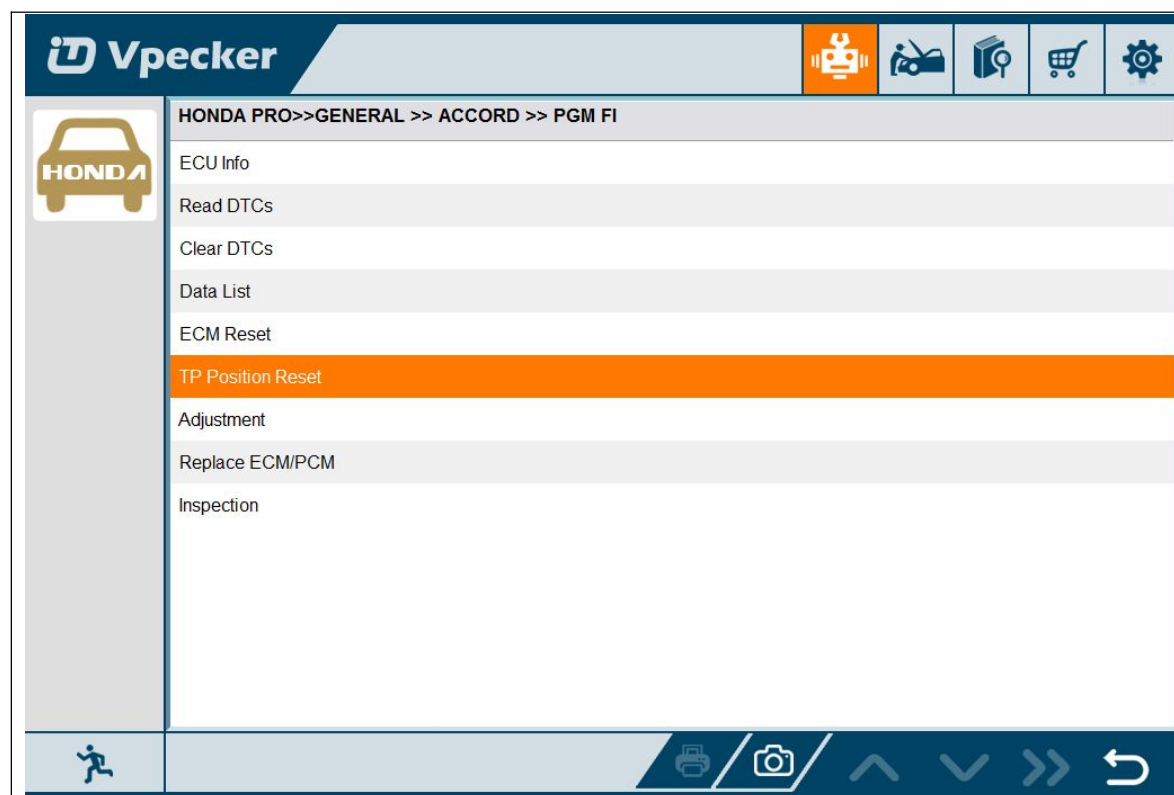 iD Vpecker
HONDA PRO>>GENERAL >> ACCORD >> PGM FI
HONDA
ECU Info
Read DTCs
Clear DTCs
Data List
ECM Reset
TP Position Reset
Adjustment
Replace ECM/PCM
Inspection